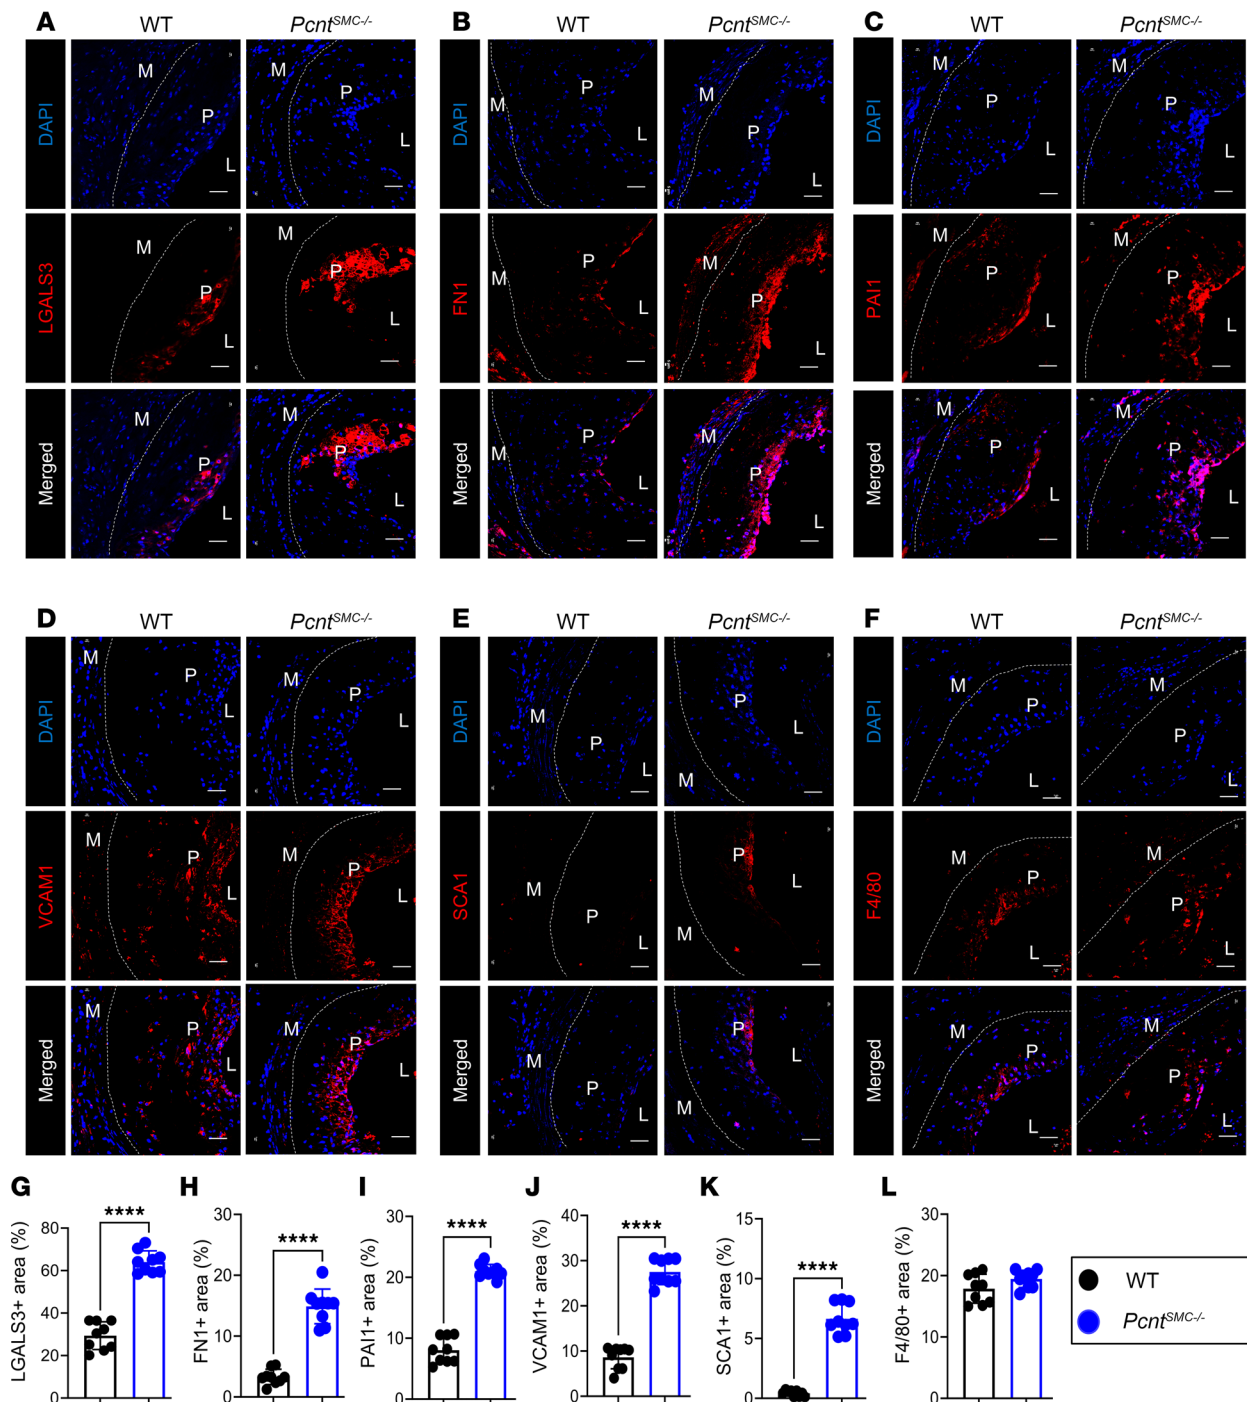 A WT Pcnt^SMC-/- B WT Pcnt^SMC-/- C WT Pcnt^SMC-/-
DAPI M P L M P L DAPI M P L M P L DAPI M P L M P L
LGALS3 M P L M P L FN1 M P L M P L PAI1 M P L M P L
Merged M P L M P L Merged M P L M P L Merged M P L M P L
D WT Pcnt^SMC-/- E WT Pcnt^SMC-/- F WT Pcnt^SMC-/-
DAPI M P L M P L DAPI M P L M P L DAPI M P L M P L
VCAM1 M P L M P L SCA1 M P L M P L F4/80 M P L M P L
Merged M P L M P L Merged M P L M P L Merged M P L M P L
G
LGALS3+ area (%)
80
60
40
20
0
****
H
FN1+ area (%)
30
20
10
0
****
I
PAI1+ area (%)
30
20
10
0
****
J
VCAM1+ area (%)
40
30
20
10
0
****
K
SCA1+ area (%)
15
10
5
0
****
L
F4/80+ area (%)
30
20
10
0
WT
Pcnt^SMC-/-